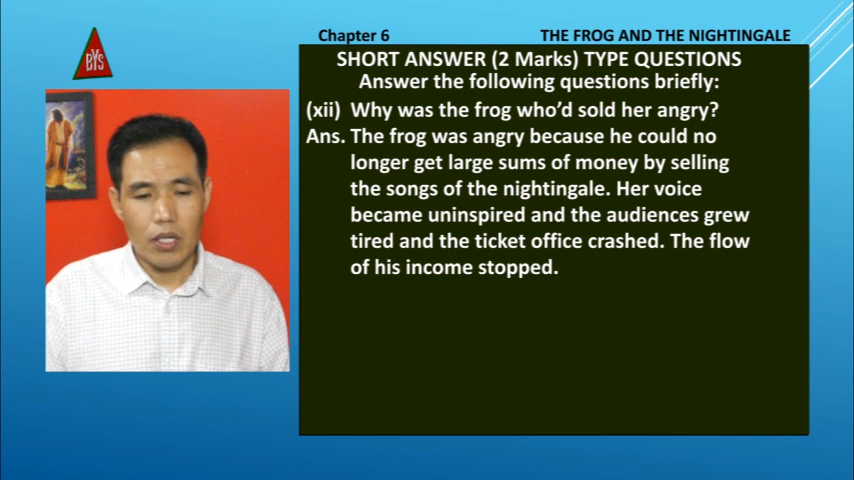 BYS
Chapter 6 THE FROG AND THE NIGHTINGALE
SHORT ANSWER (2 Marks) TYPE QUESTIONS
Answer the following questions briefly:
(xii) Why was the frog who’d sold her angry?
Ans. The frog was angry because he could no
longer get large sums of money by selling
the songs of the nightingale. Her voice
became uninspired and the audiences grew
tired and the ticket office crashed. The flow
of his income stopped.